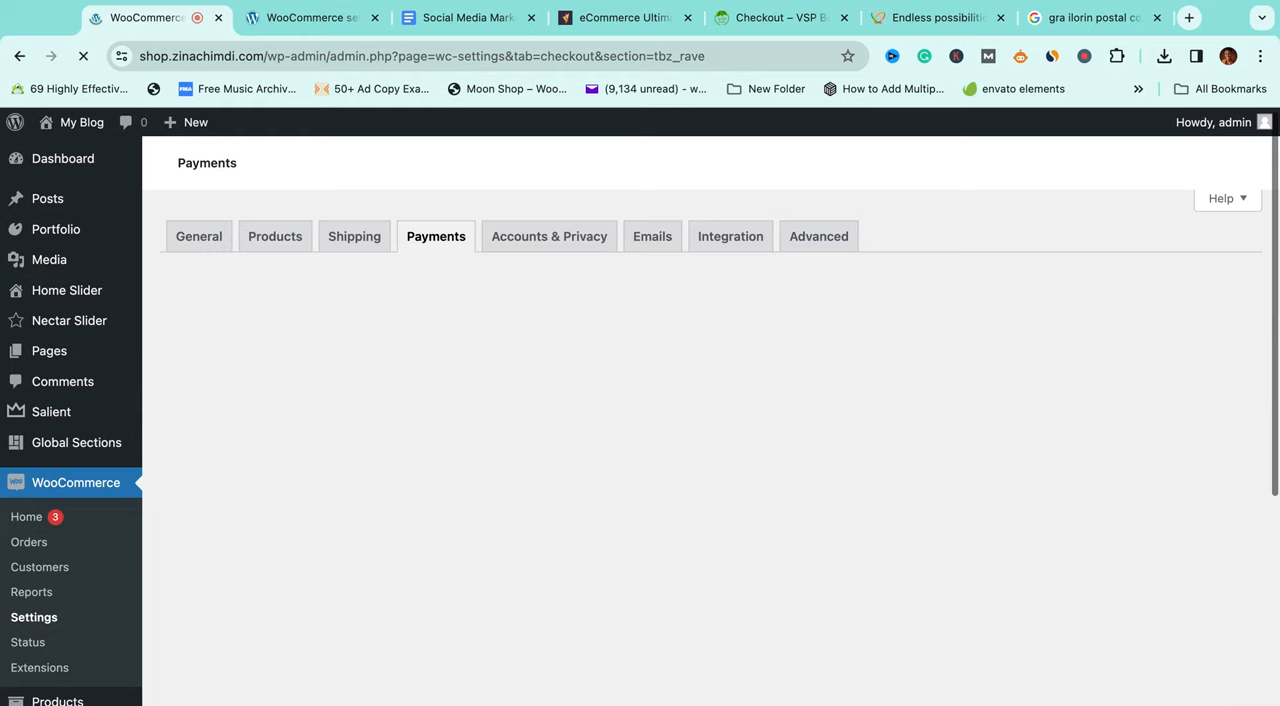 WooCommerce
WooCommerce se
Social Media Mark
eCommerce Ultima
Checkout – VSP B
Endless possibiliti
gra ilorin postal co
shop.zinachimdi.com/wp-admin/admin.php?page=wc-settings&tab=checkout&section=tbz_rave
69 Highly Effectiv...
Free Music Archiv...
50+ Ad Copy Exa...
Moon Shop – Woo...
(9,134 unread) - w...
New Folder
How to Add Multip...
envato elements
All Bookmarks
My Blog
0
New
Howdy, admin
Dashboard
Posts
Portfolio
Media
Home Slider
Nectar Slider
Pages
Comments
Salient
Global Sections
WooCommerce
Home 3
Orders
Customers
Reports
Settings
Status
Extensions
Products
Payments
Help
General
Products
Shipping
Payments
Accounts & Privacy
Emails
Integration
Advanced